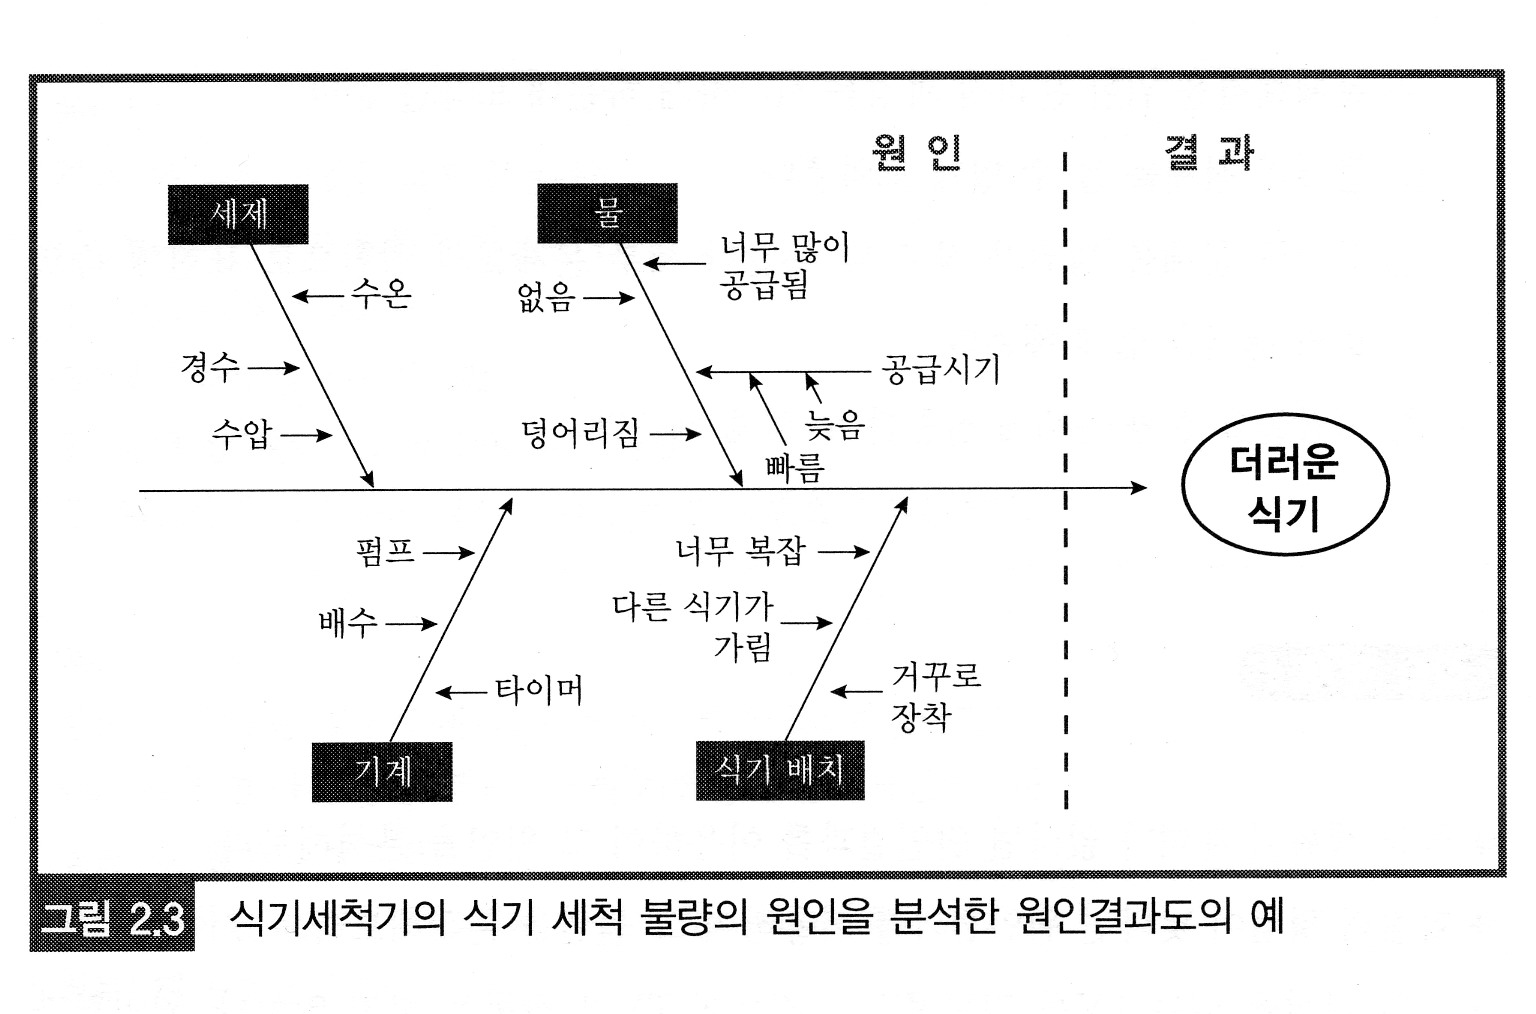 원 인
결 과
세제
물
너무 많이
공급됨
수온
없음
경수
공급시기
수압
덩어리짐
늦음
빠름
더러운
식기
펌프
너무 복잡
배수
다른 식기가
가림
타이머
거꾸로
장착
기계
식기 배치
그림 2.3
식기세척기의 식기 세척 불량의 원인을 분석한 원인결과도의 예